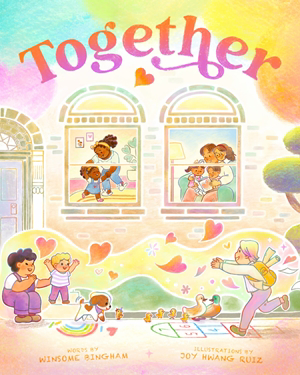 Together
WORDS BY
WINSOME BINGHAM
ILLUSTRATIONS BY
JOY HWANG RUIZ